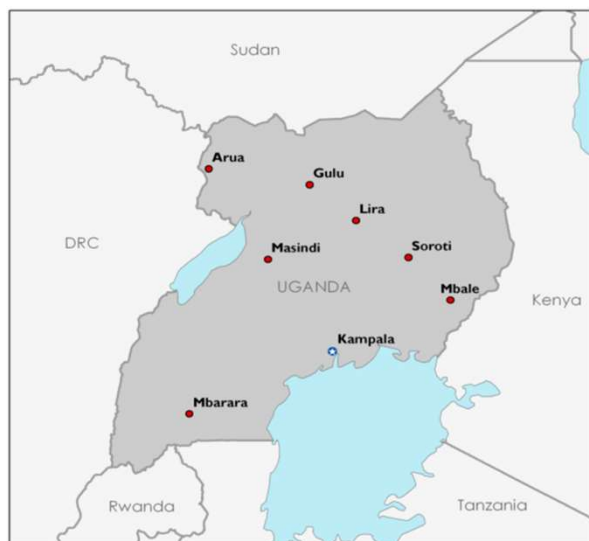 Sudan
Arua
Gulu
Lira
DRC
Masindi
Soroti
UGANDA
Mbale
Kenya
Kampala
Mbarara
Rwanda
Tanzania